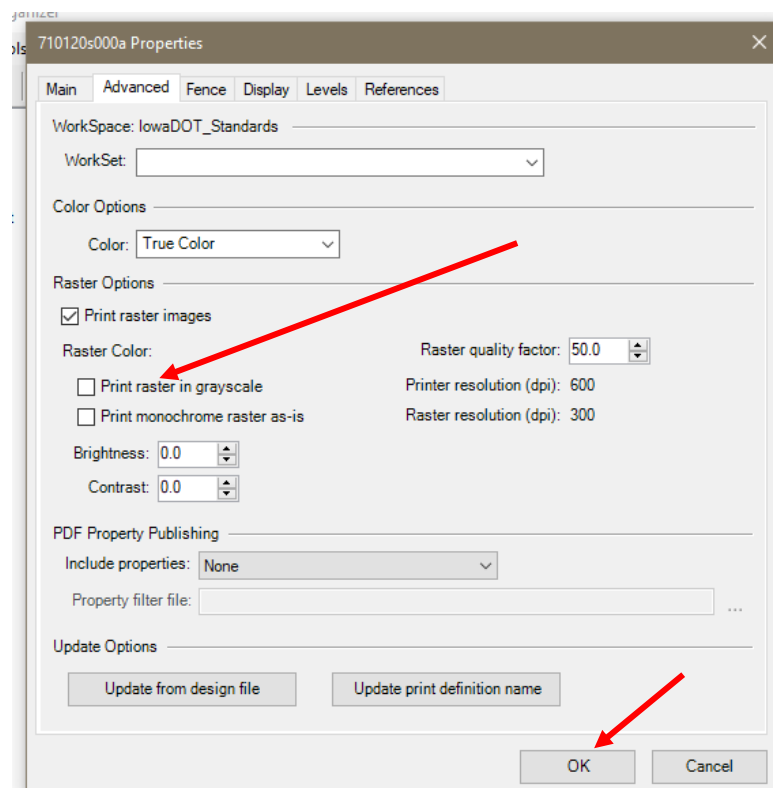 710120s000a Properties
Main Advanced Fence Display Levels References
WorkSpace: IowaDOT_Standards
WorkSet:
Color Options
Color: True Color
Raster Options
Print raster images
Raster Color:
Raster quality factor: 50.0
Print raster in grayscale
Printer resolution (dpi): 600
Print monochrome raster as-is
Raster resolution (dpi): 300
Brightness: 0.0
Contrast: 0.0
PDF Property Publishing
Include properties: None
Property filter file:
...
Update Options
Update from design file
Update print definition name
OK
Cancel